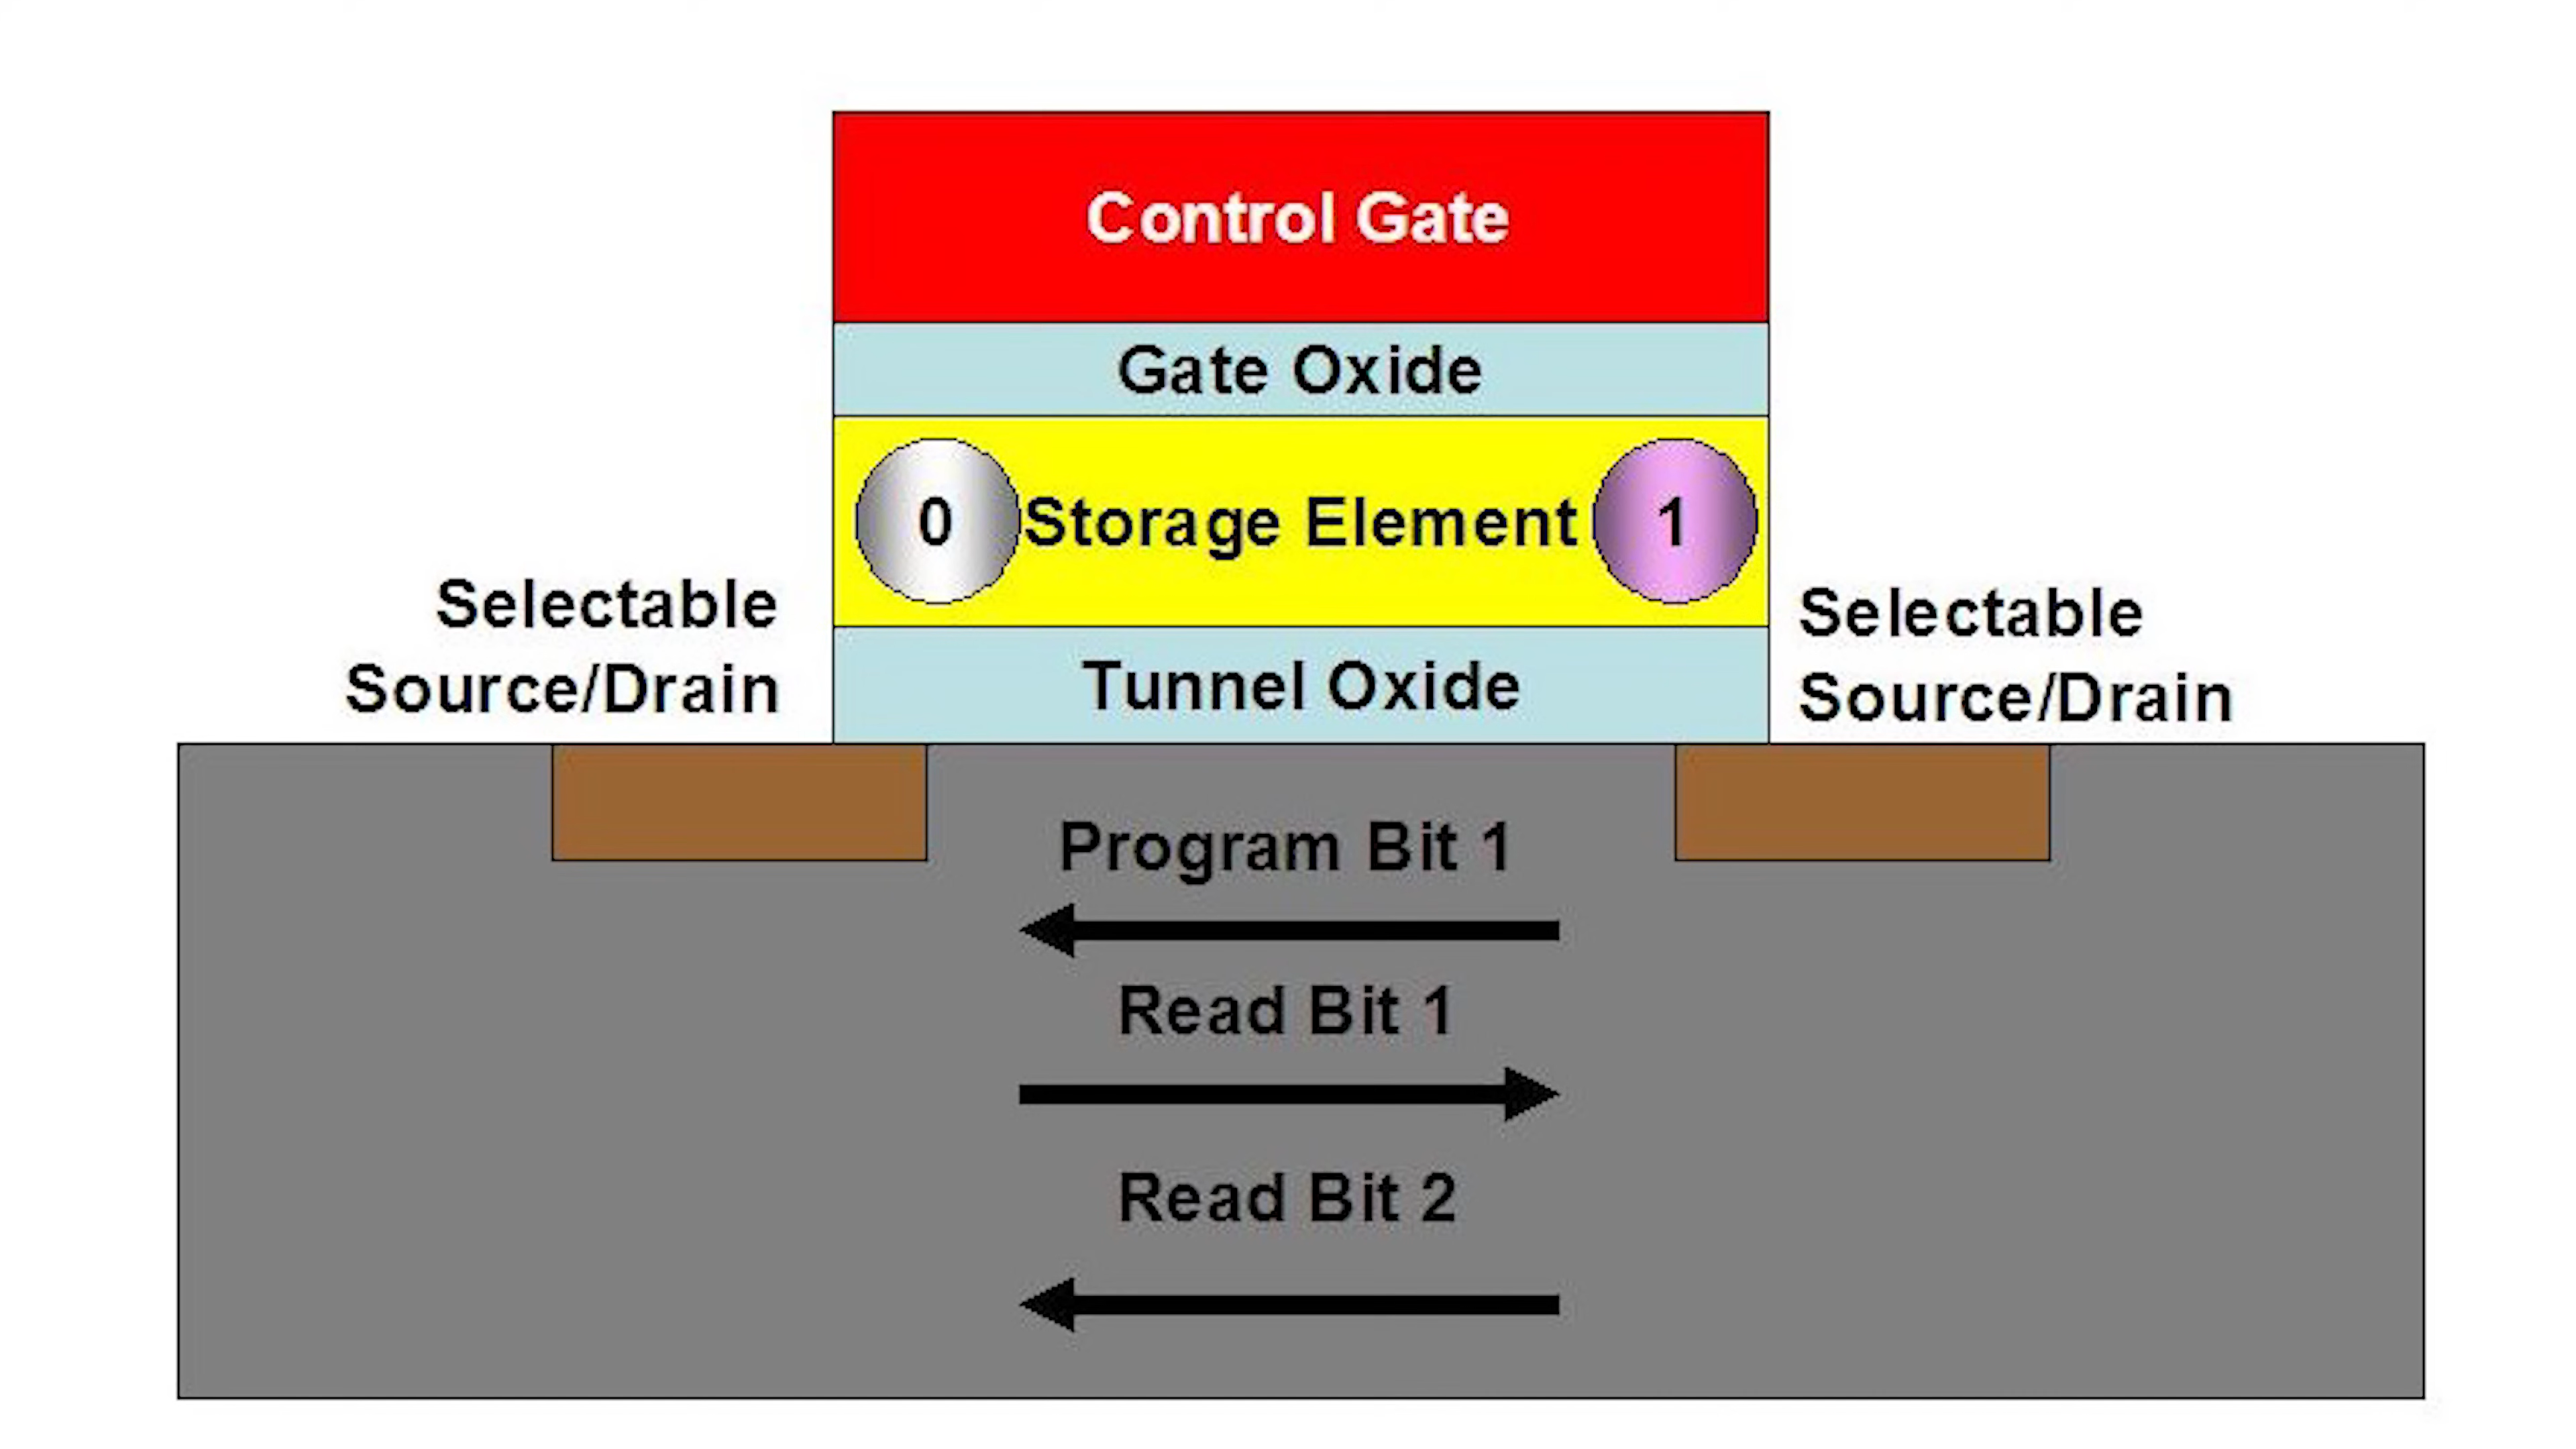 Control Gate
Gate Oxide
0 Storage Element 1
Tunnel Oxide
Selectable
Source/Drain
Selectable
Source/Drain
Program Bit 1
Read Bit 1
Read Bit 2